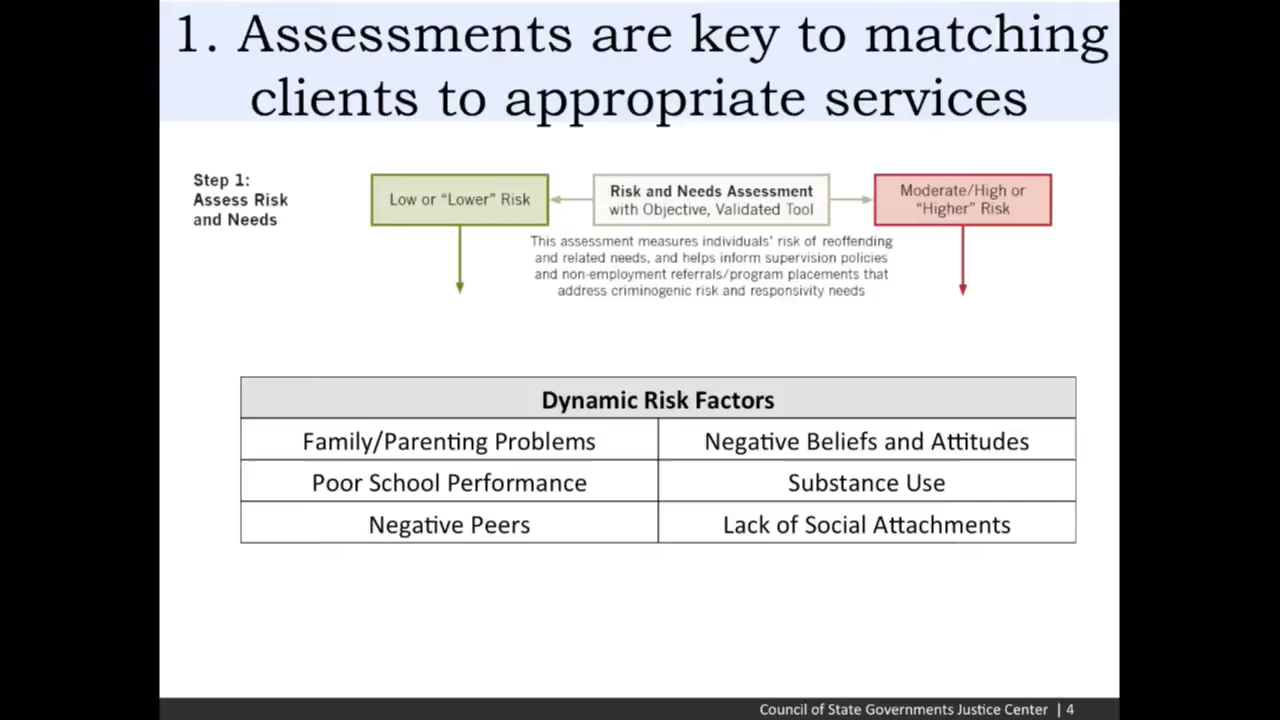 1. Assessments are key to matching
clients to appropriate services
Step 1:
Assess Risk
and Needs
Low or “Lower” Risk
Risk and Needs Assessment
with Objective, Validated Tool
Moderate/High or
“Higher” Risk
This assessment measures individuals’ risk of reoffending
and related needs, and helps inform supervision policies
and non-employment referrals/program placements that
address criminogenic risk and responsivity needs
Dynamic Risk Factors
Family/Parenting Problems
Negative Beliefs and Attitudes
Poor School Performance
Substance Use
Negative Peers
Lack of Social Attachments
Council of State Governments Justice Center | 4